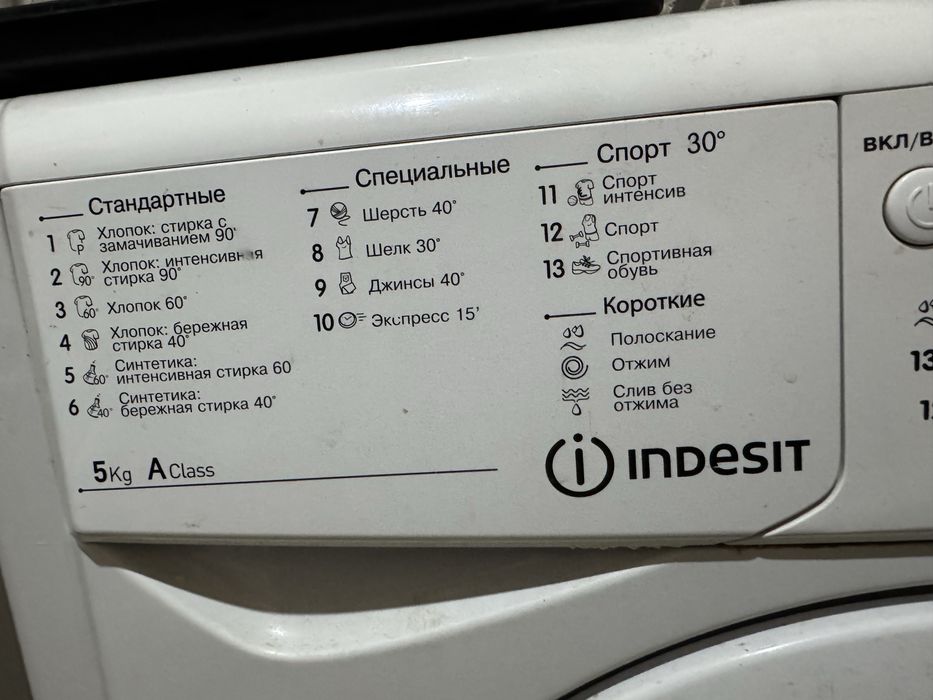 Стандартные
1 Хлопок: стирка с
замачиванием 90°
2 Хлопок: интенсивная
стирка 90°
3 Хлопок 60°
4 Хлопок: бережная
стирка 40°
5 Синтетика:
интенсивная стирка 60
6 Синтетика:
бережная стирка 40°
5Kg A Class
Специальные
7 Шерсть 40°
8 Шелк 30°
9 Джинсы 40°
10 Экспресс 15'
Спорт 30°
11 Спорт
интенсив
12 Спорт
13 Спортивная
обувь
Короткие
Полоскание
Отжим
Слив без
отжима
INDESIT
ВКЛ/В
13